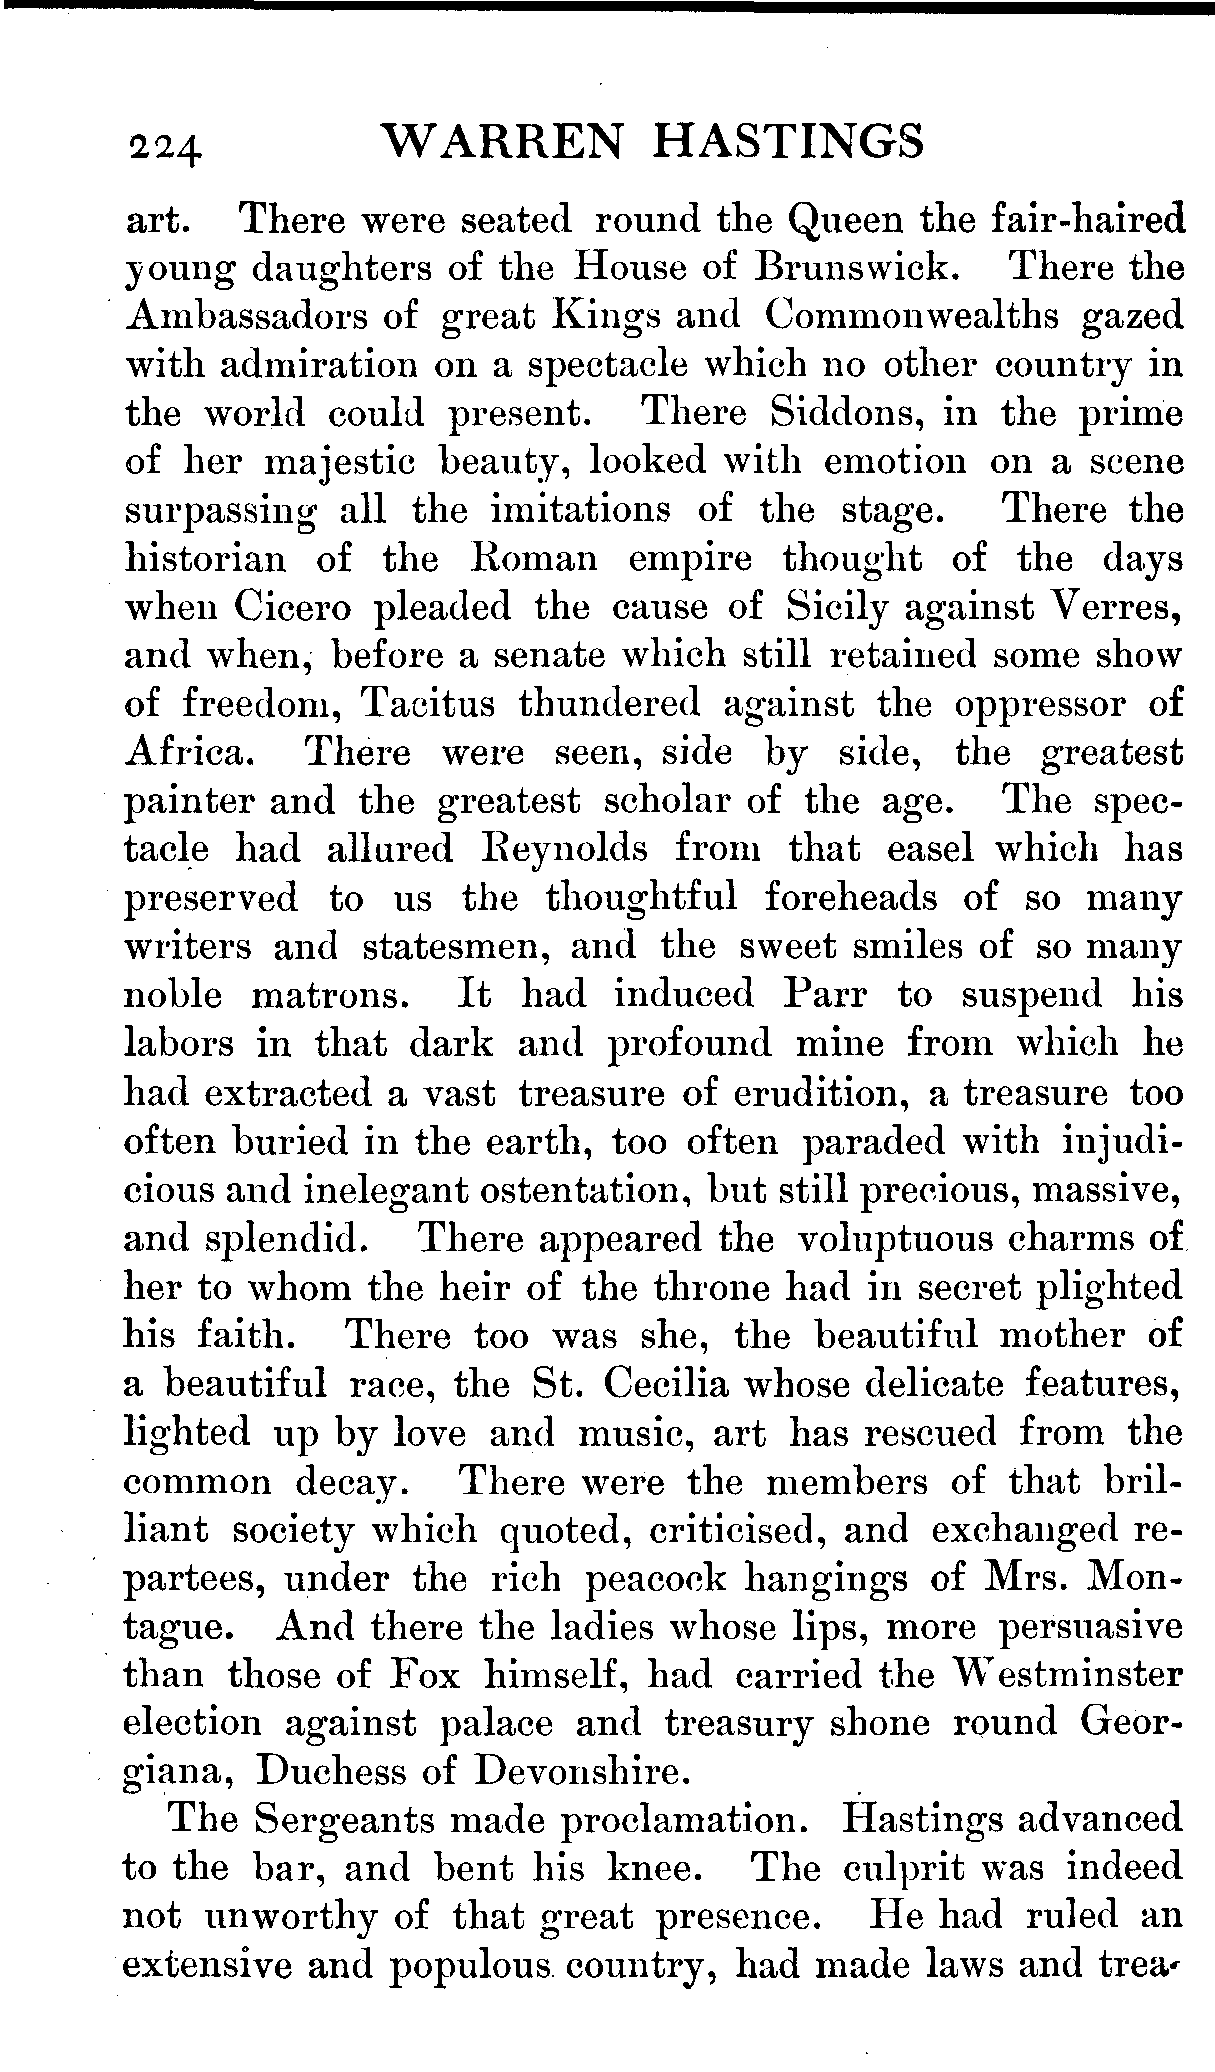 224 WARREN HASTINGS
art. There were seated round the Queen the fair-haired
young daughters of the House of Brunswick. There the
Ambassadors of great Kings and Commonwealths gazed
with admiration on a spectacle which no other country in
the world could present. There Siddons, in the prime
of her majestic beauty, looked with emotion on a scene
surpassing all the imitations of the stage. There the
historian of the Roman empire thought of the days
when Cicero pleaded the cause of Sicily against Verres,
and when, before a senate which still retained some show
of freedom, Tacitus thundered against the oppressor of
Africa. There were seen, side by side, the greatest
painter and the greatest scholar of the age. The spec-
tacle had allured Reynolds from that easel which has
preserved to us the thoughtful foreheads of so many
writers and statesmen, and the sweet smiles of so many
noble matrons. It had induced Parr to suspend his
labors in that dark and profound mine from which he
had extracted a vast treasure of erudition, a treasure too
often buried in the earth, too often paraded with injudi-
cious and inelegant ostentation, but still precious, massive,
and splendid. There appeared the voluptuous charms of
her to whom the heir of the throne had in secret plighted
his faith. There too was she, the beautiful mother of
a beautiful race, the St. Cecilia whose delicate features,
lighted up by love and music, art has rescued from the
common decay. There were the members of that bril-
liant society which quoted, criticised, and exchanged re-
partees, under the rich peacock hangings of Mrs. Mon-
tague. And there the ladies whose lips, more persuasive
than those of Fox himself, had carried the Westminster
election against palace and treasury shone round Geor-
giana, Duchess of Devonshire.
The Sergeants made proclamation. Hastings advanced
to the bar, and bent his knee. The culprit was indeed
not unworthy of that great presence. He had ruled an
extensive and populous country, had made laws and trea-